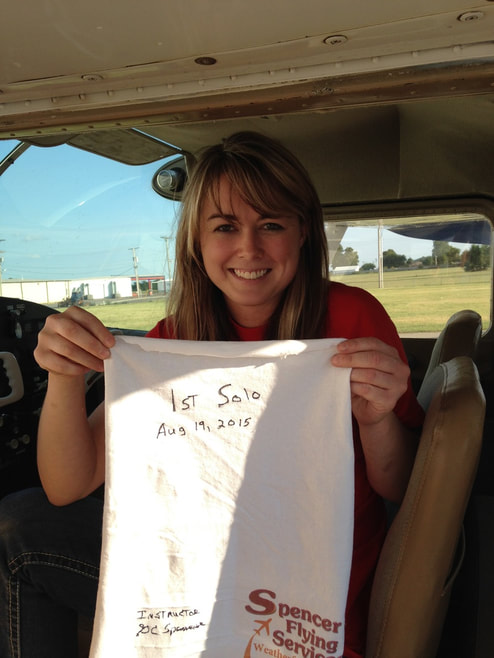 1st Solo
Aug 19, 2015
INSTRUCTOR
Spencer
Flying
Service